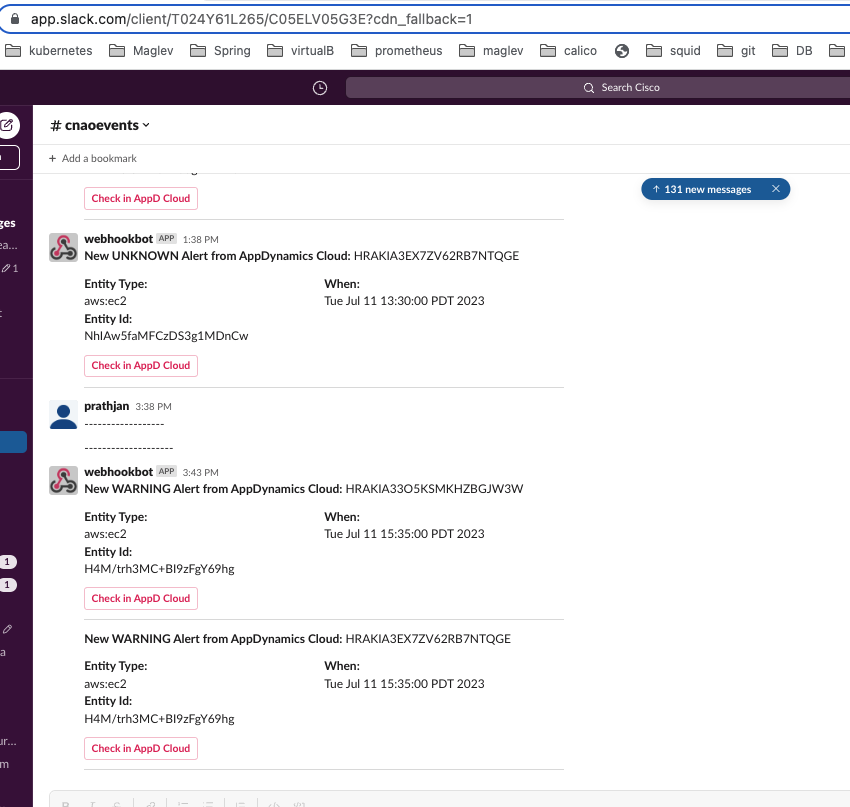 app.slack.com/client/T024Y61L265/C05ELV05G3E?cdn_fallback=1
kubernetes Maglev Spring virtualB prometheus maglev calico squid git DB
Search Cisco
# cnaoevents
+ Add a bookmark
↑ 131 new messages ×
Check in AppD Cloud
webhookbot APP 1:38 PM
New UNKNOWN Alert from AppDynamics Cloud: HRAKIA3EX7ZV62RB7NTQGE
Entity Type: When:
aws:ec2 Tue Jul 11 13:30:00 PDT 2023
Entity Id:
NhIAw5faMFCzDS3g1MDnCw
Check in AppD Cloud
prathjan 3:38 PM
------------------
--------------------
webhookbot APP 3:43 PM
New WARNING Alert from AppDynamics Cloud: HRAKIA33O5KSMKHZBGJW3W
Entity Type: When:
aws:ec2 Tue Jul 11 15:35:00 PDT 2023
Entity Id:
H4M/trh3MC+BI9zFgY69hg
Check in AppD Cloud
New WARNING Alert from AppDynamics Cloud: HRAKIA3EX7ZV62RB7NTQGE
Entity Type: When:
aws:ec2 Tue Jul 11 15:35:00 PDT 2023
Entity Id:
H4M/trh3MC+BI9zFgY69hg
Check in AppD Cloud
ges
ea...
1
1
1
a
ur...
m